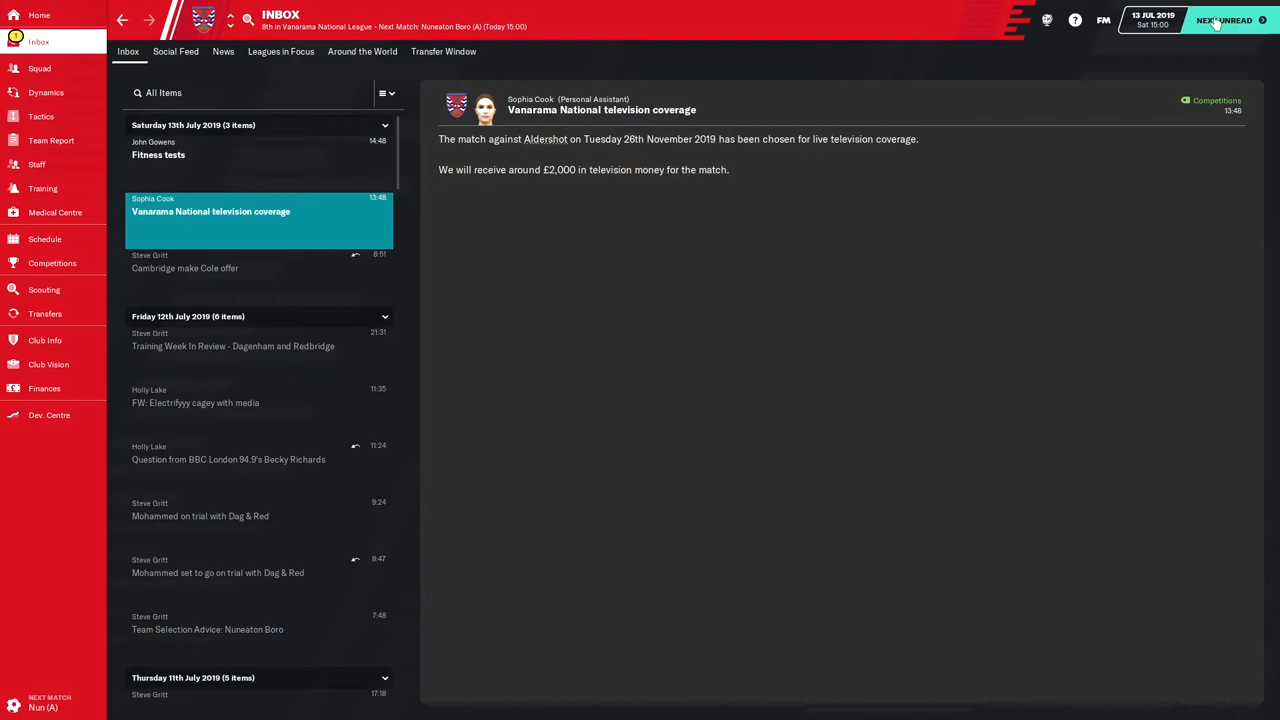 Home
1
Inbox
Squad
Dynamics
Tactics
Team Report
Staff
Training
Medical Centre
Schedule
Competitions
Scouting
Transfers
Club Info
Club Vision
Finances
Dev. Centre
NEXT MATCH
Nun (A)
INBOX
8th in Vanarama National League - Next Match: Nuneaton Boro (A) (Today 15:00)
?
FM
13 JUL 2019
Sat 15:00
NEXT UNREAD
Inbox
Social Feed
News
Leagues in Focus
Around the World
Transfer Window
All Items
Saturday 13th July 2019 (3 items)
John Gowens 14:48
Fitness tests
Sophia Cook 13:48
Vanarama National television coverage
Steve Gritt 8:51
Cambridge make Cole offer
Friday 12th July 2019 (6 items)
Steve Gritt 21:31
Training Week In Review - Dagenham and Redbridge
Holly Lake 11:35
FW: Electrifyyy cagey with media
Holly Lake 11:24
Question from BBC London 94.9's Becky Richards
Steve Gritt 9:24
Mohammed on trial with Dag & Red
Steve Gritt 8:47
Mohammed set to go on trial with Dag & Red
Steve Gritt 7:48
Team Selection Advice: Nuneaton Boro
Thursday 11th July 2019 (5 items)
Steve Gritt 17:18
Sophia Cook (Personal Assistant)
Vanarama National television coverage
Competitions
13:48
The match against Aldershot on Tuesday 26th November 2019 has been chosen for live television coverage.
We will receive around £2,000 in television money for the match.